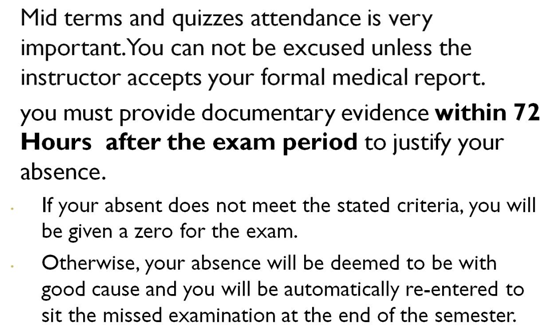 Mid terms and quizzes attendance is very
important.You can not be excused unless the
instructor accepts your formal medical report.
you must provide documentary evidence within 72
Hours after the exam period to justify your
absence.
If your absent does not meet the stated criteria, you will
be given a zero for the exam.
Otherwise, your absence will be deemed to be with
good cause and you will be automatically re-entered to
sit the missed examination at the end of the semester.